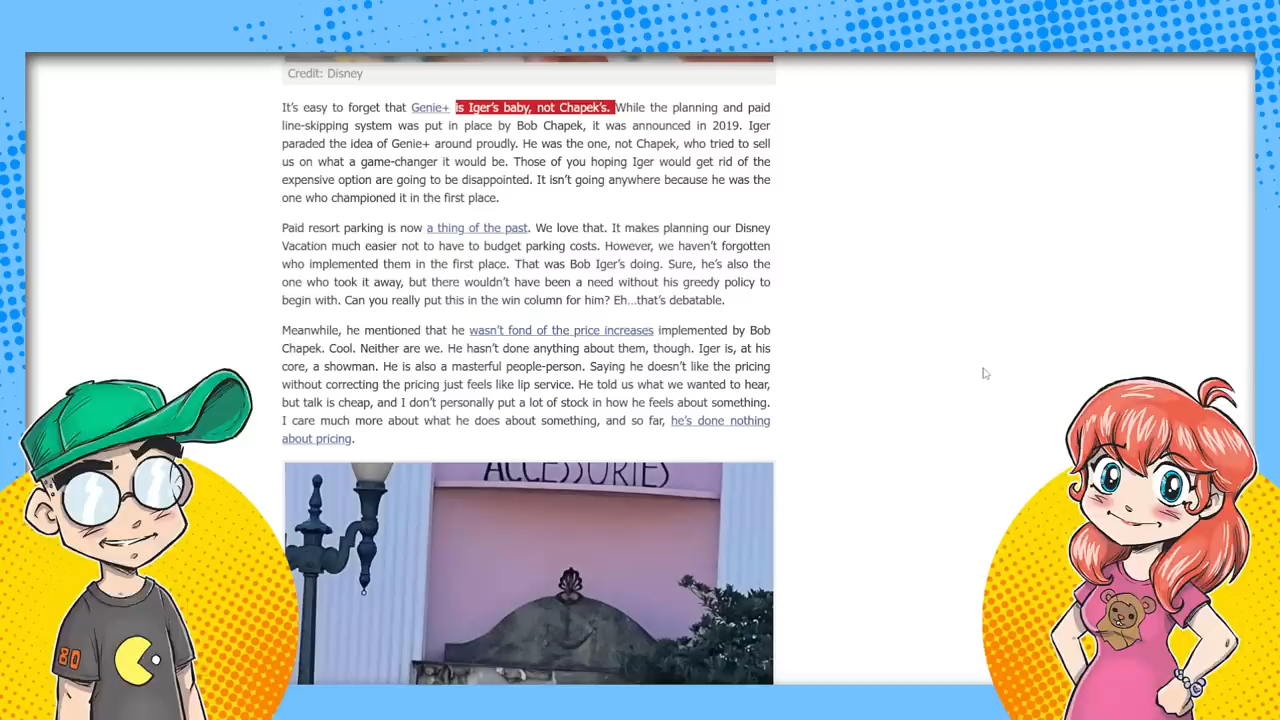 Credit: Disney
It's easy to forget that Genie+ is Iger's baby, not Chapek's. While the planning and paid
line-skipping system was put in place by Bob Chapek, it was announced in 2019. Iger
paraded the idea of Genie+ around proudly. He was the one, not Chapek, who tried to sell
us on what a game-changer it would be. Those of you hoping Iger would get rid of the
expensive option are going to be disappointed. It isn't going anywhere because he was the
one who championed it in the first place.
Paid resort parking is now a thing of the past. We love that. It makes planning our Disney
Vacation much easier not to have to budget parking costs. However, we haven't forgotten
who implemented them in the first place. That was Bob Iger's doing. Sure, he's also the
one who took it away, but there wouldn't have been a need without his greedy policy to
begin with. Can you really put this in the win column for him? Eh...that's debatable.
Meanwhile, he mentioned that he wasn't fond of the price increases implemented by Bob
Chapek. Cool. Neither are we. He hasn't done anything about them, though. Iger is, at his
core, a showman. He is also a masterful people-person. Saying he doesn't like the pricing
without correcting the pricing just feels like lip service. He told us what we wanted to hear,
but talk is cheap, and I don't personally put a lot of stock in how he feels about something.
I care much more about what he does about something, and so far, he's done nothing
about pricing.
ACCESSORIES
80